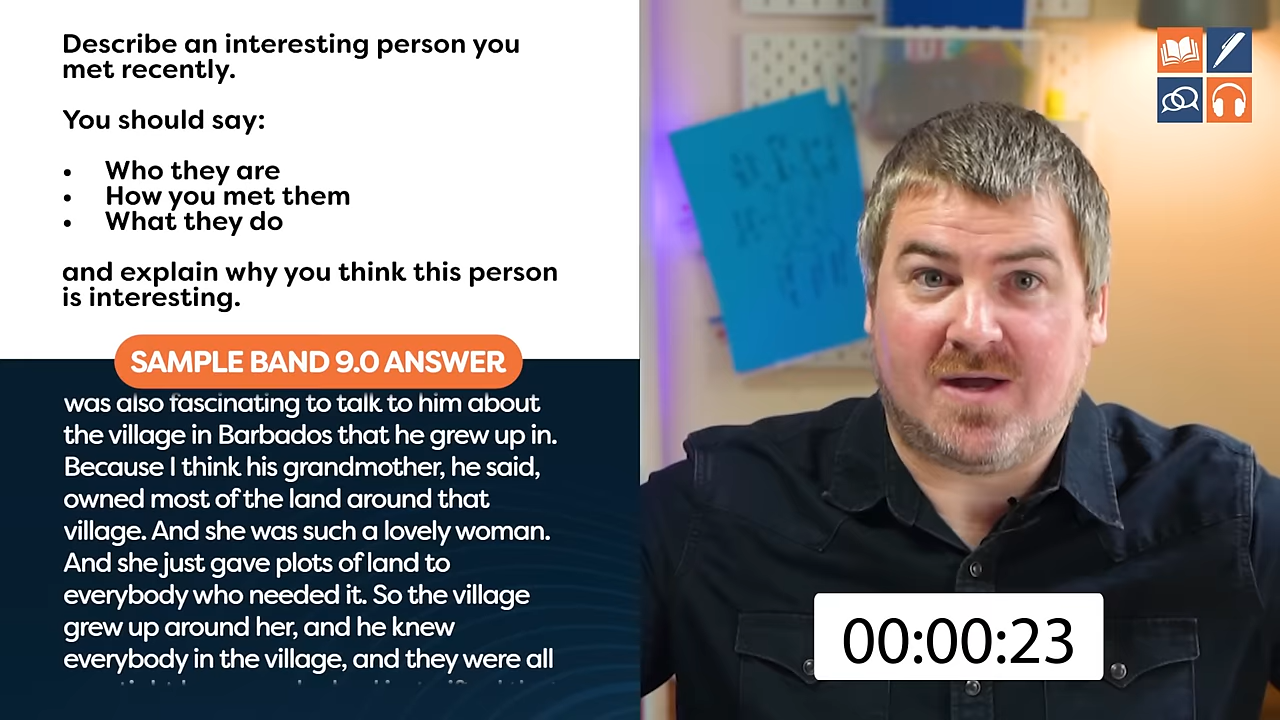 Describe an interesting person you
met recently.
You should say:
• Who they are
• How you met them
• What they do
and explain why you think this person
is interesting.
SAMPLE BAND 9.0 ANSWER
was also fascinating to talk to him about
the village in Barbados that he grew up in.
Because I think his grandmother, he said,
owned most of the land around that
village. And she was such a lovely woman.
And she just gave plots of land to
everybody who needed it. So the village
grew up around her, and he knew
everybody in the village, and they were all
00:00:23